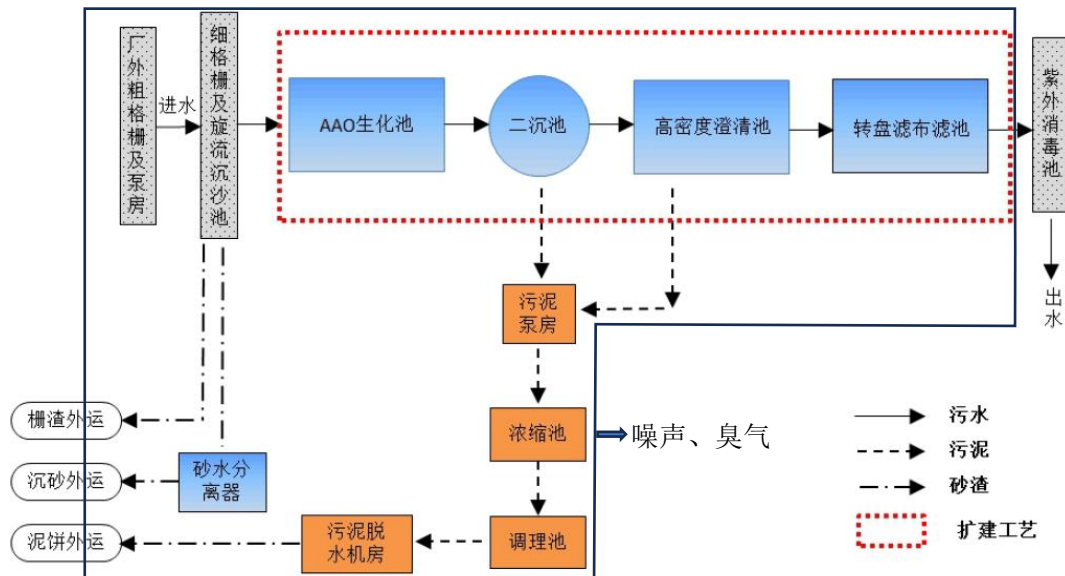 厂外粗格栅及泵房
进水
细格栅及旋流沉沙池
AAO生化池
二沉池
高密度澄清池
转盘滤布滤池
紫外消毒池
出水
污泥
泵房
浓缩池
噪声、臭气
调理池
污泥脱
水机房
砂水分
离器
栅渣外运
沉砂外运
泥饼外运
污水
污泥
砂渣
扩建工艺